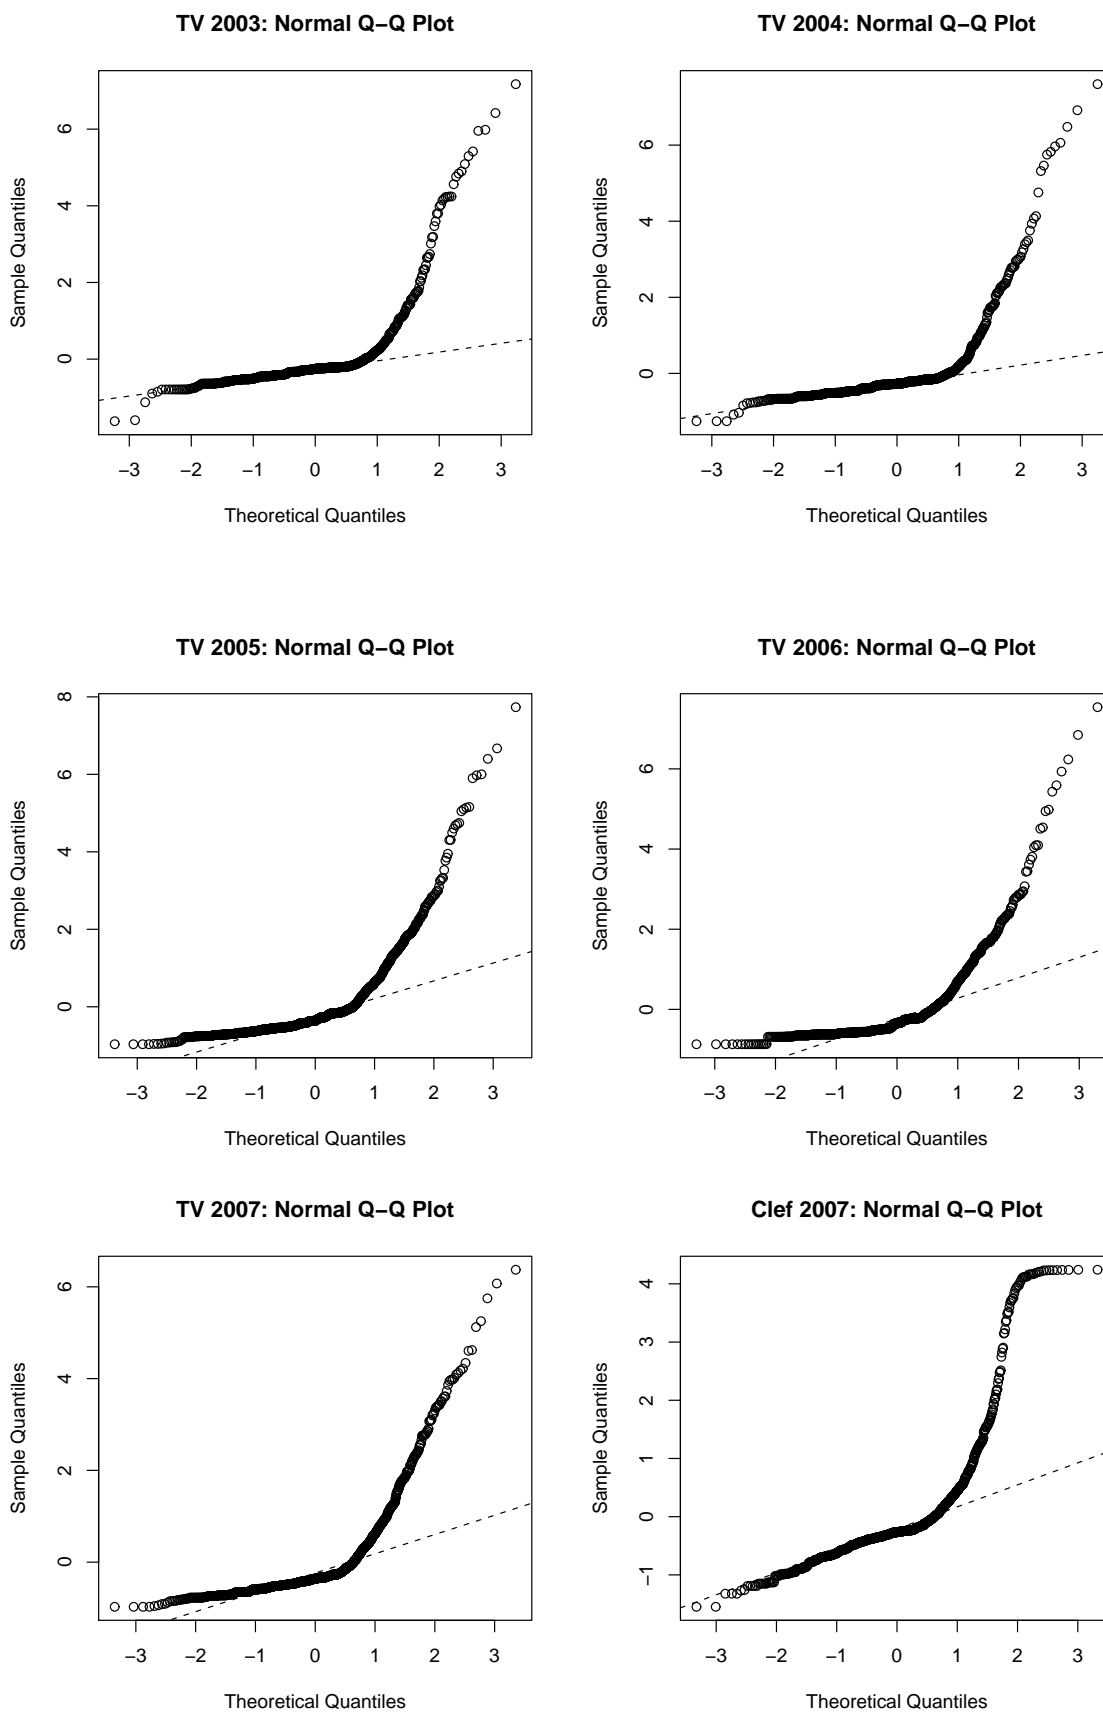 TV 2003: Normal Q−Q Plot
Sample Quantiles
6
4
2
0
−3 −2 −1 0 1 2 3
Theoretical Quantiles
TV 2004: Normal Q−Q Plot
Sample Quantiles
6
4
2
0
−3 −2 −1 0 1 2 3
Theoretical Quantiles
TV 2005: Normal Q−Q Plot
Sample Quantiles
8
6
4
2
0
−3 −2 −1 0 1 2 3
Theoretical Quantiles
TV 2006: Normal Q−Q Plot
Sample Quantiles
6
4
2
0
−3 −2 −1 0 1 2 3
Theoretical Quantiles
TV 2007: Normal Q−Q Plot
Sample Quantiles
6
4
2
0
−3 −2 −1 0 1 2 3
Theoretical Quantiles
Clef 2007: Normal Q−Q Plot
Sample Quantiles
4
3
2
1
0
−1
−3 −2 −1 0 1 2 3
Theoretical Quantiles